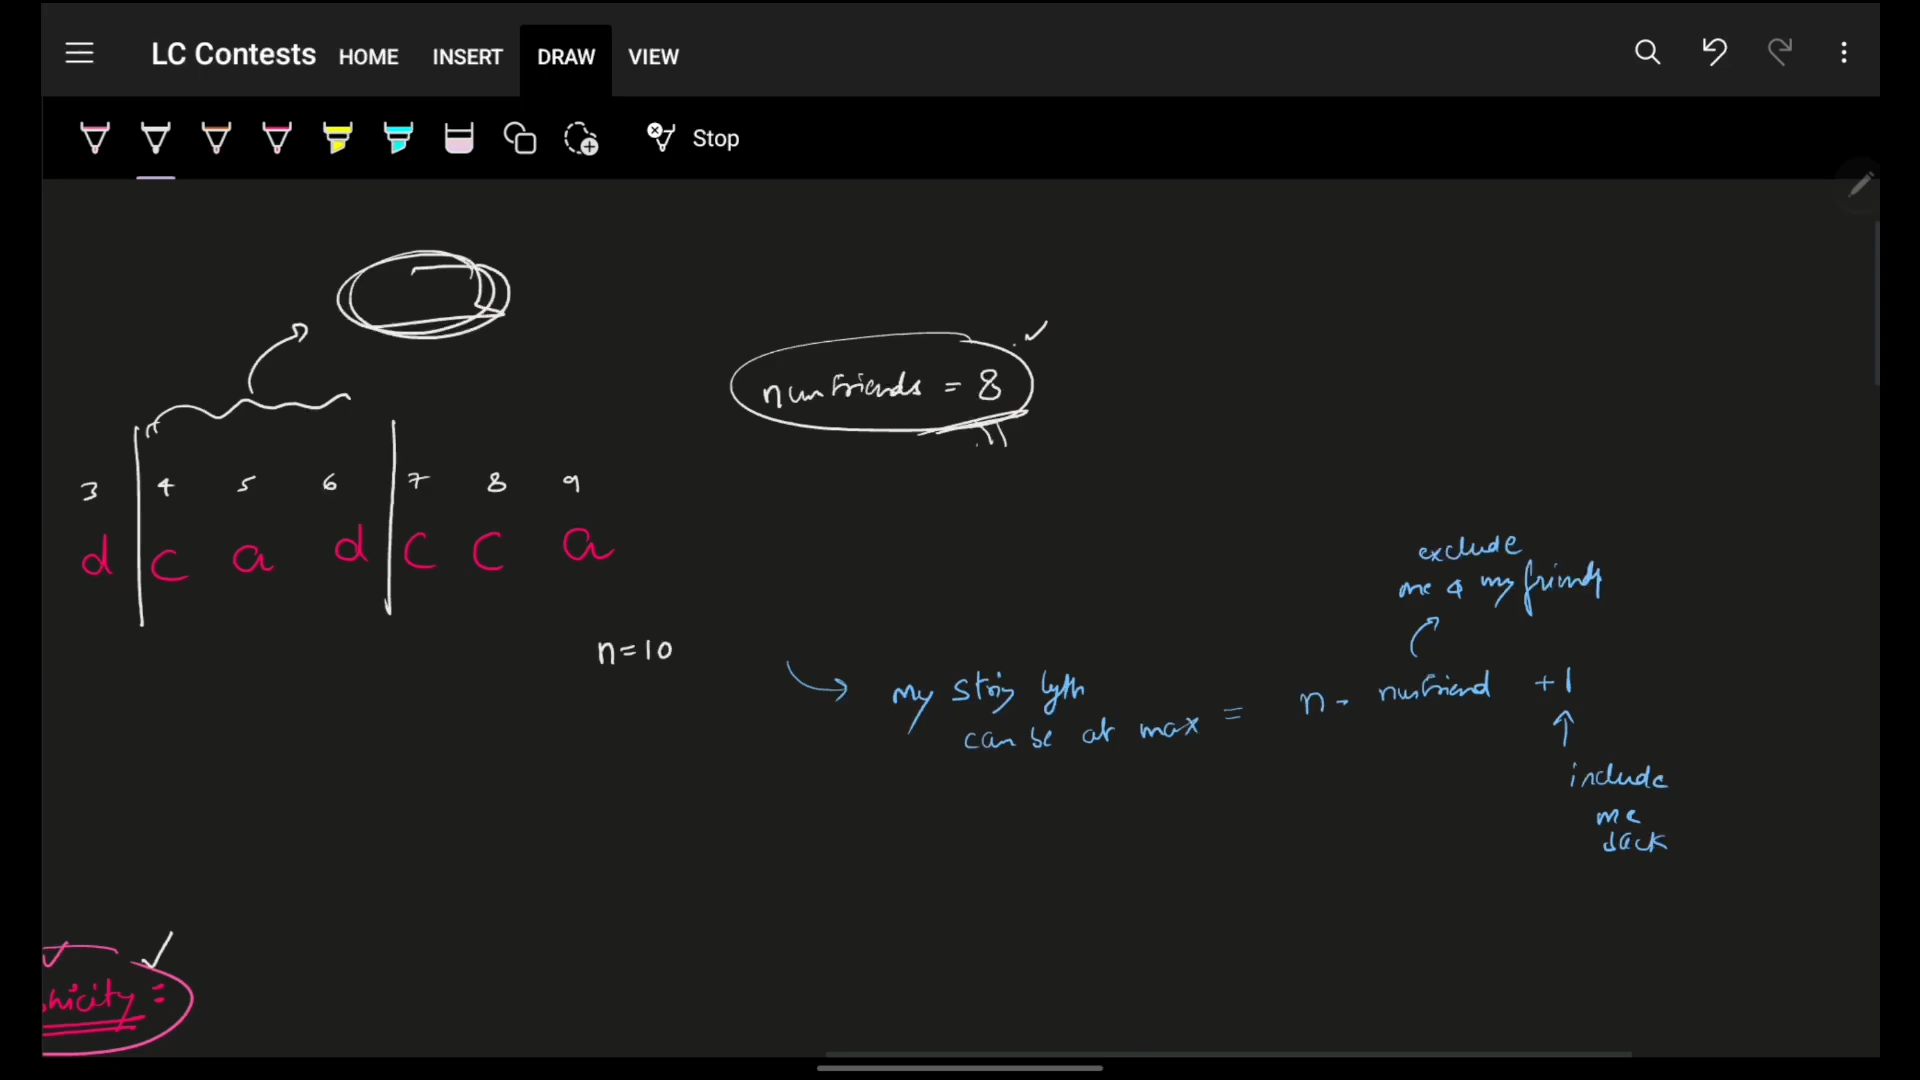 LC Contests HOME INSERT DRAW VIEW
Stop
numFriends = 8
3 4 5 6 7 8 9
d c a d c c a
n=10
exclude
me & my friends
my string
can be at max = n - numFriend +1
include
me
back
hicity :